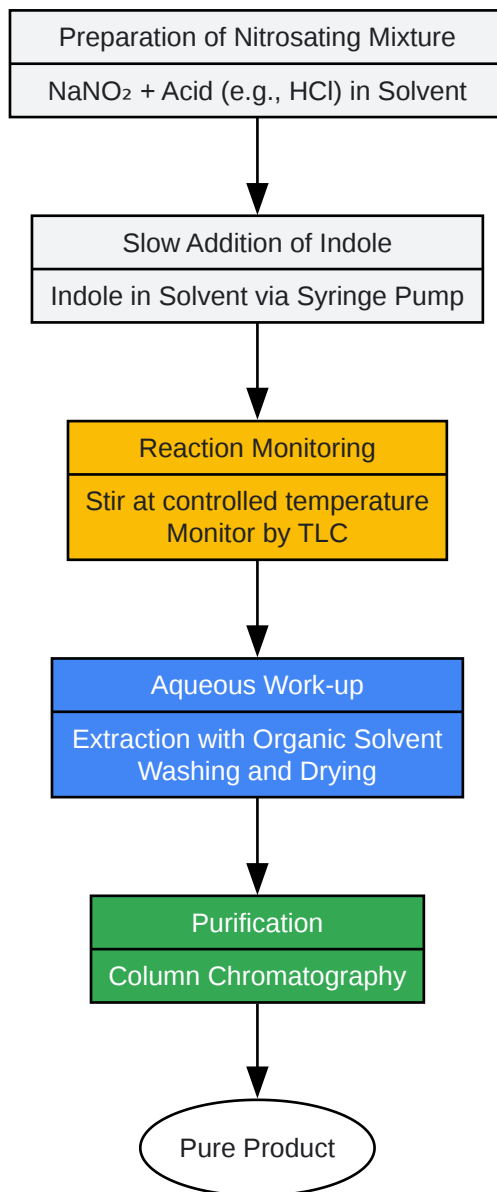 Preparation of Nitrosating Mixture
NaNO₂ + Acid (e.g., HCl) in Solvent
Slow Addition of Indole
Indole in Solvent via Syringe Pump
Reaction Monitoring
Stir at controlled temperature
Monitor by TLC
Aqueous Work-up
Extraction with Organic Solvent
Washing and Drying
Purification
Column Chromatography
Pure Product